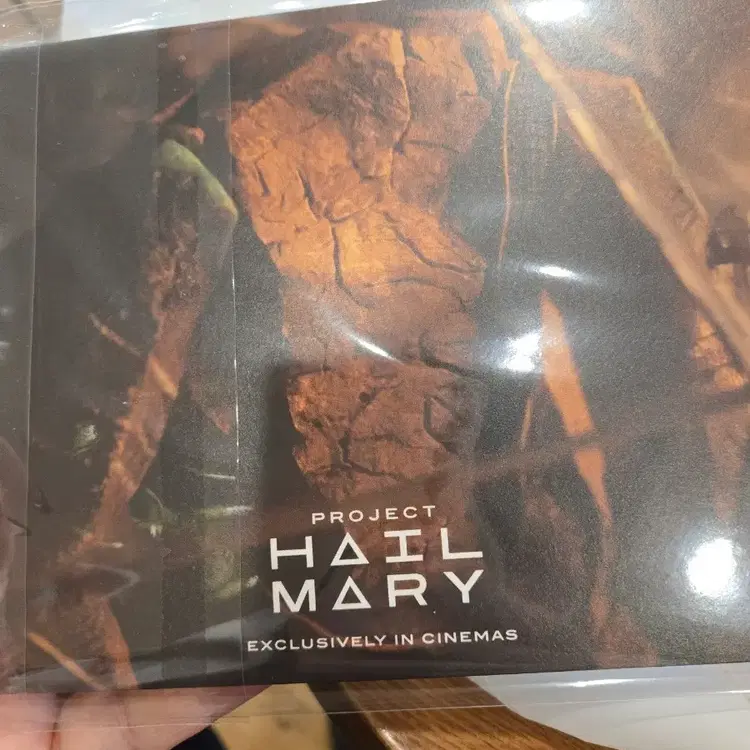 PROJECT
HAIL
MARY
EXCLUSIVELY IN CINEMAS